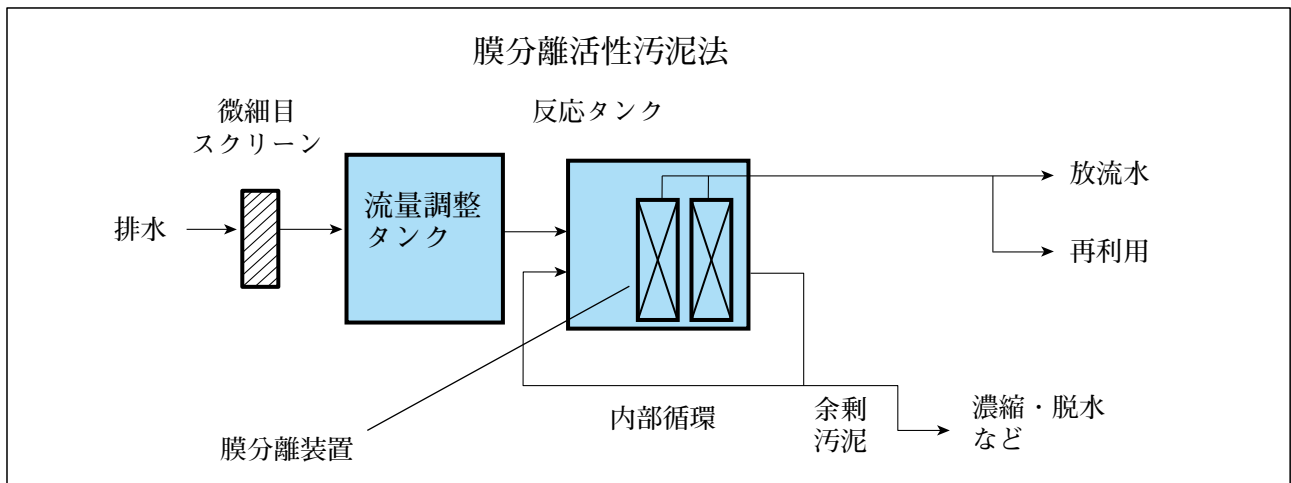 膜分離活性汚泥法
微細目
スクリーン
反応タンク
流量調整
タンク
排水
放流水
再利用
内部循環
余剰
汚泥
濃縮・脱水
など
膜分離装置